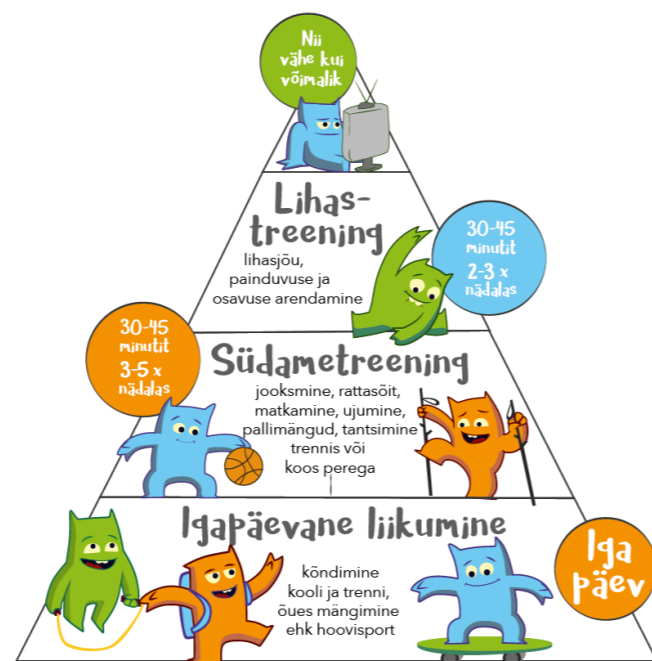 Nii
vähe kui
võimalik
Lihas-
treening
lihasjõu,
painduvuse ja
osavuse arendamine
30-45
minutit
2-3 x
nädalas
30-45
minutit
3-5 x
nädalas
Südametreening
jooksmine, rattasõit,
matkamine, ujumine,
pallimängud, tantsimine
trennis või
koos perega
Igapäevane liikumine
kõndimine
kooli ja trenni,
õues mängimine
ehk hoovisport
Iga
päev